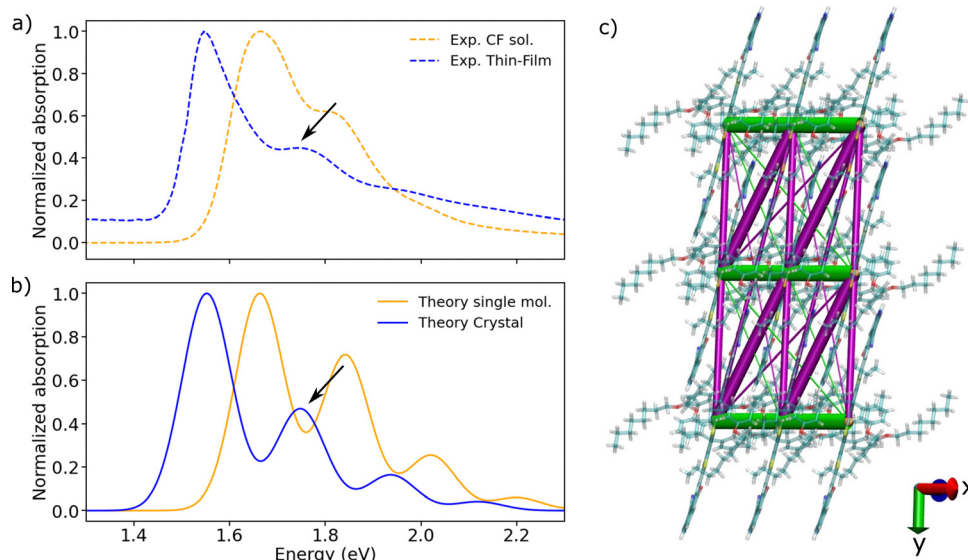 a)
Normalized absorption
1.0
0.8
0.6
0.4
0.2
0.0
Exp. CF sol.
Exp. Thin-Film
b)
Normalized absorption
1.0
0.8
0.6
0.4
0.2
0.0
Theory single mol.
Theory Crystal
1.4 1.6 1.8 2.0 2.2
Energy (eV)
c)
x
y